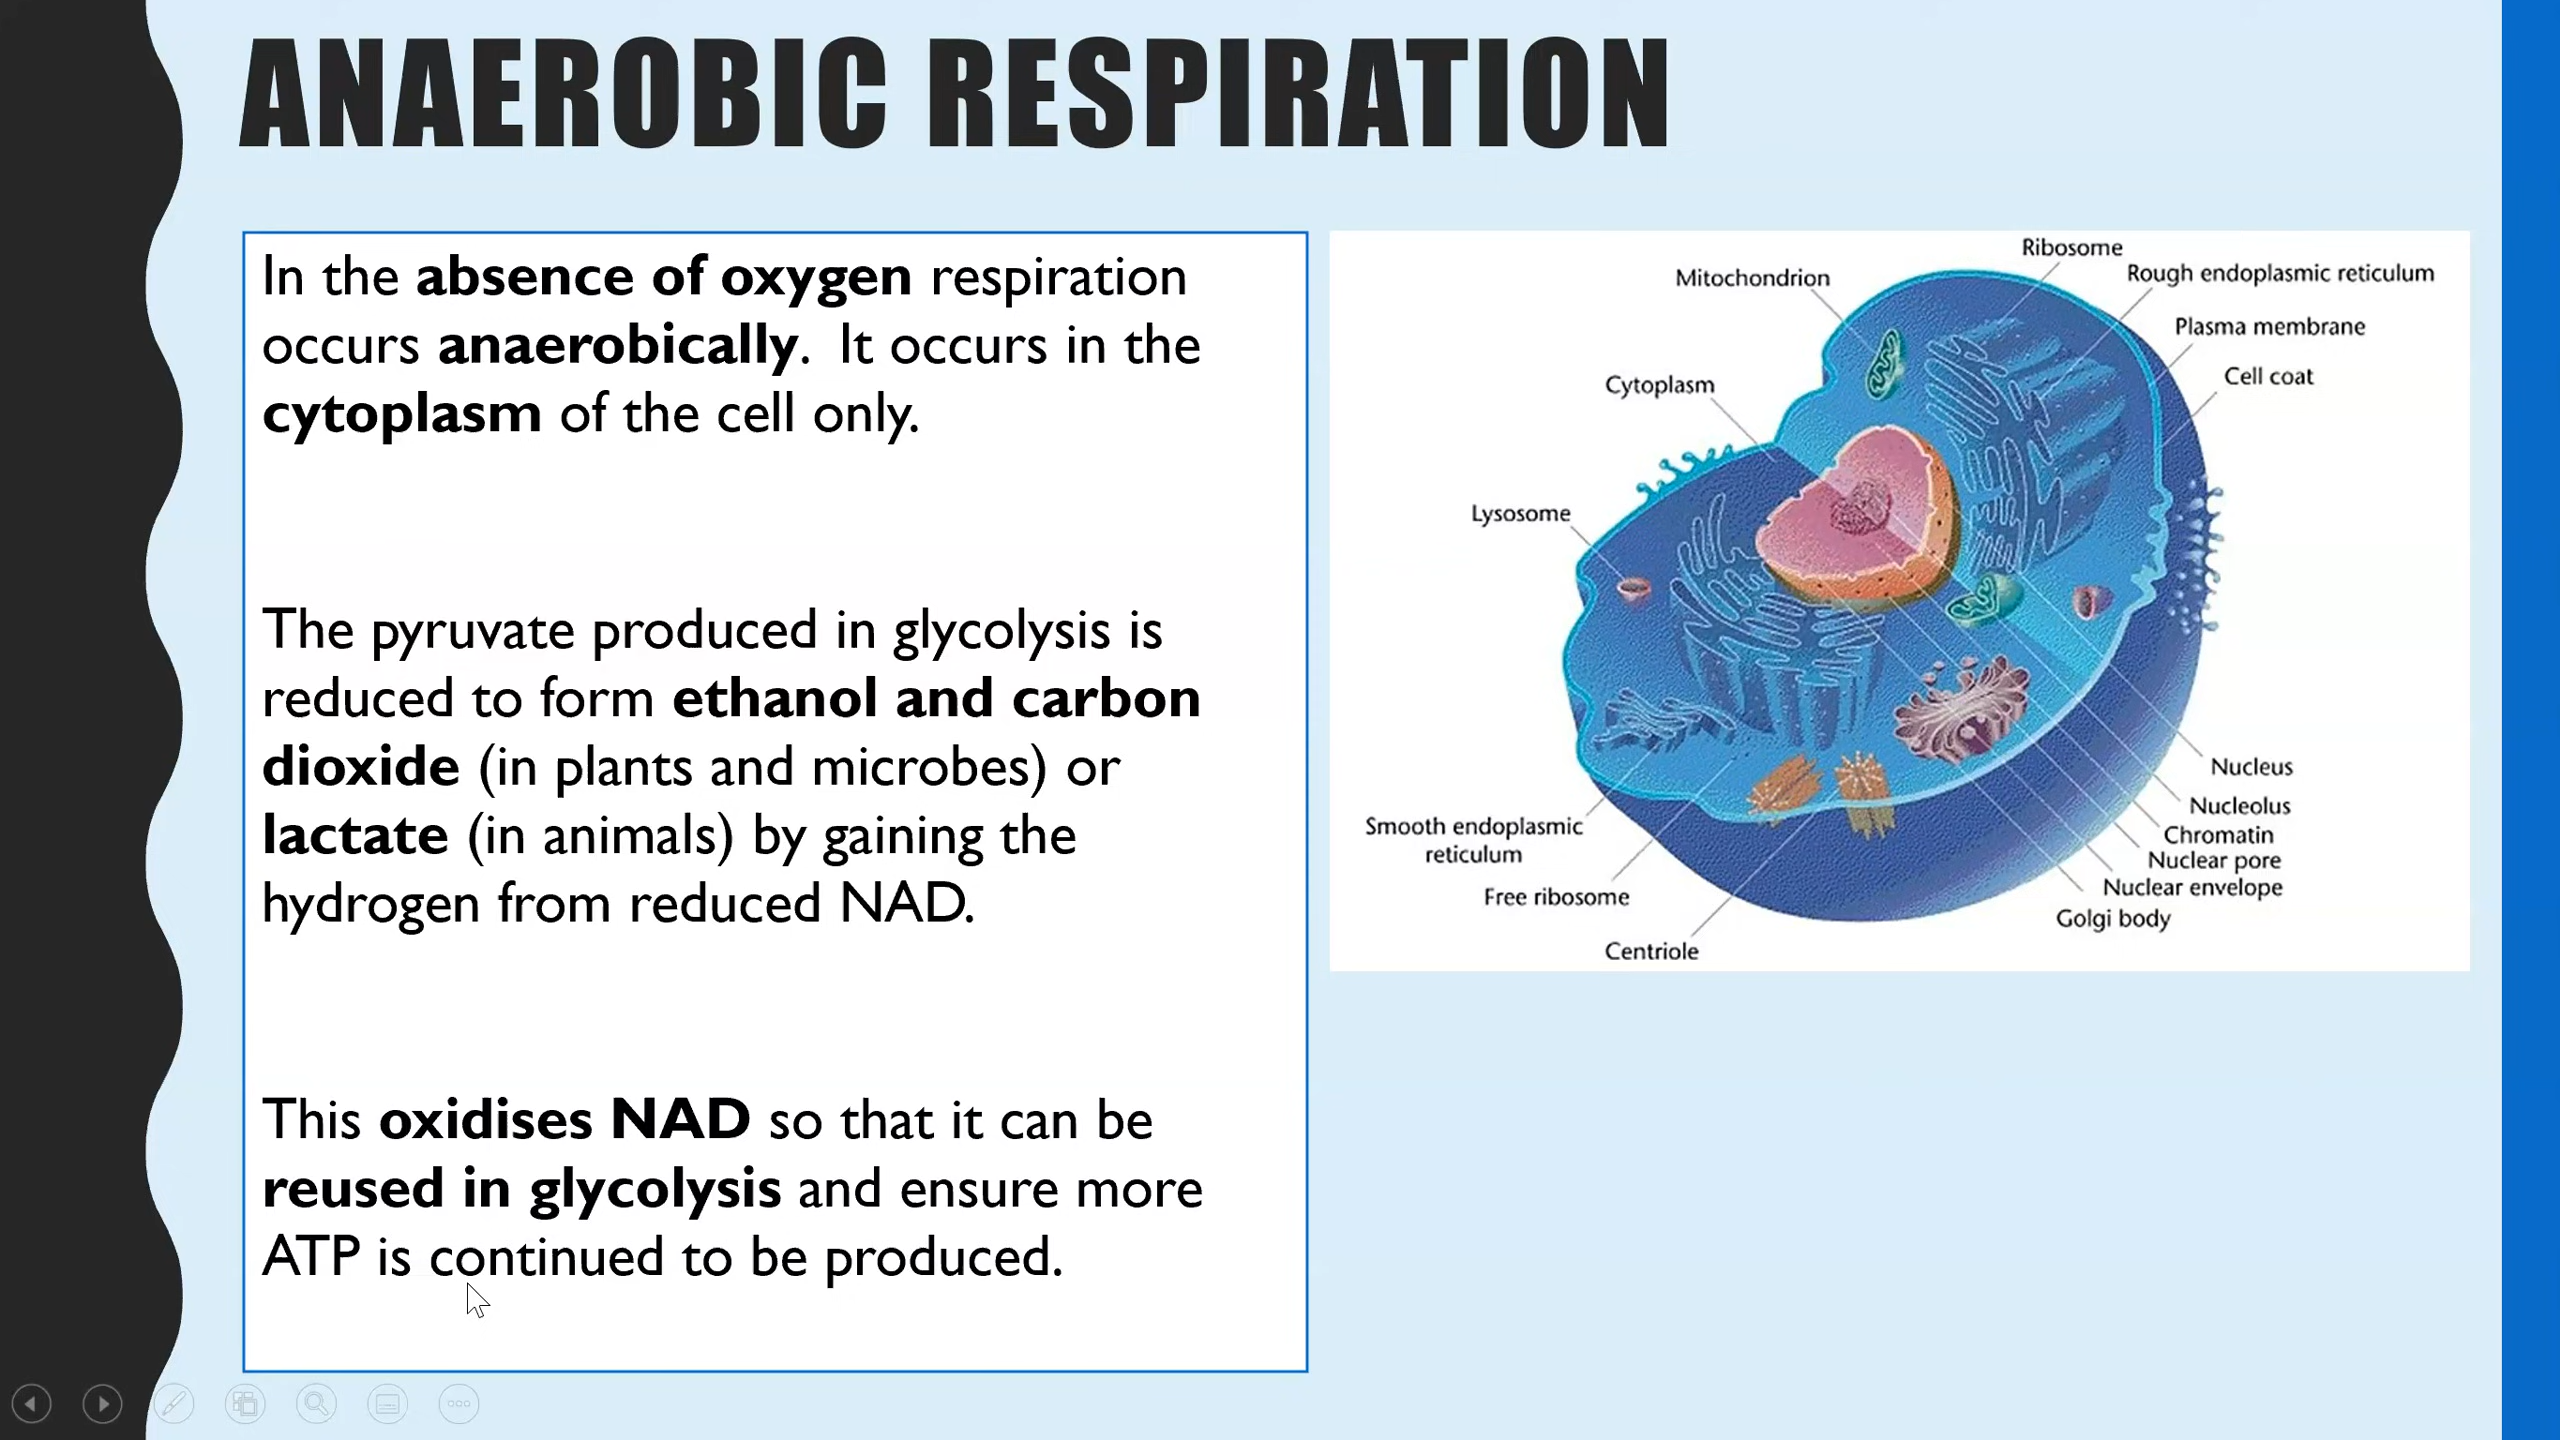 ANAEROBIC RESPIRATION
In the absence of oxygen respiration
occurs anaerobically.  It occurs in the
cytoplasm of the cell only.
The pyruvate produced in glycolysis is
reduced to form ethanol and carbon
dioxide (in plants and microbes) or
lactate (in animals) by gaining the
hydrogen from reduced NAD.
This oxidises NAD so that it can be
reused in glycolysis and ensure more
ATP is continued to be produced.
Ribosome
Mitochondrion
Rough endoplasmic reticulum
Plasma membrane
Cell coat
Cytoplasm
Lysosome
Nucleus
Nucleolus
Chromatin
Nuclear pore
Nuclear envelope
Golgi body
Smooth endoplasmic
reticulum
Free ribosome
Centriole